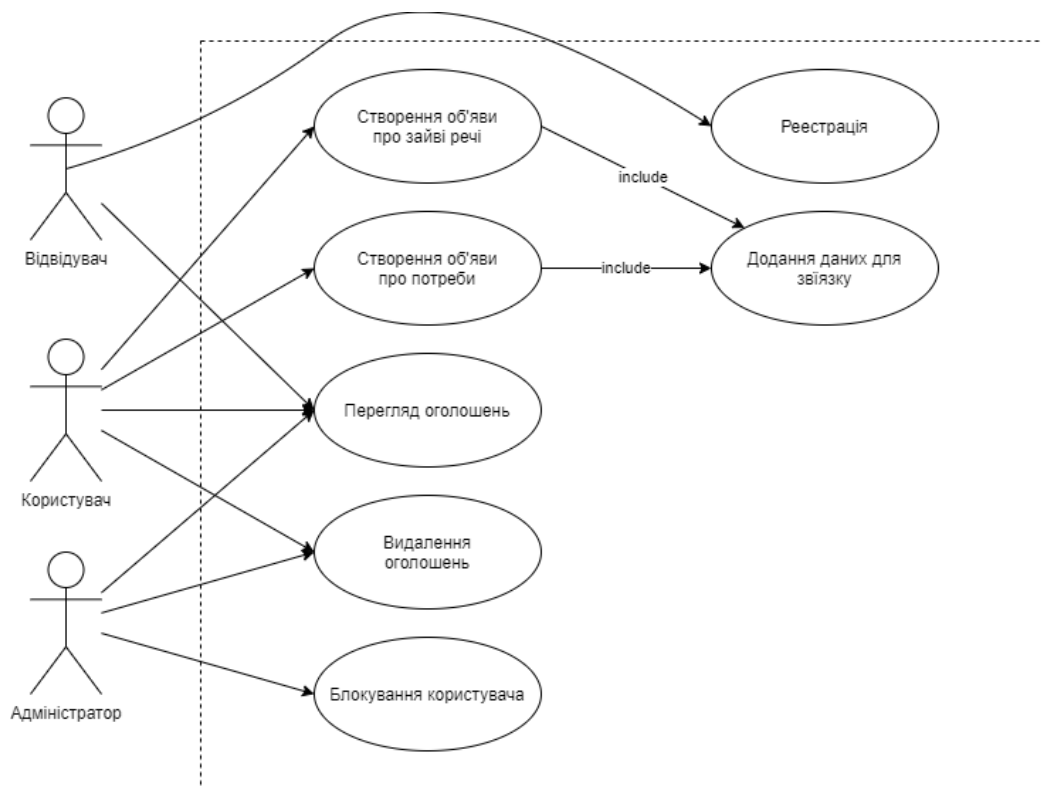 Створення об'яви
про зайві речі
Реестрація
include
Відвідувач
Створення об'яви
про потреби
include
Додання даних для
звїязку
Перегляд оголошень
Користувач
Видалення
оголошень
Блокування користувача
Адміністратор